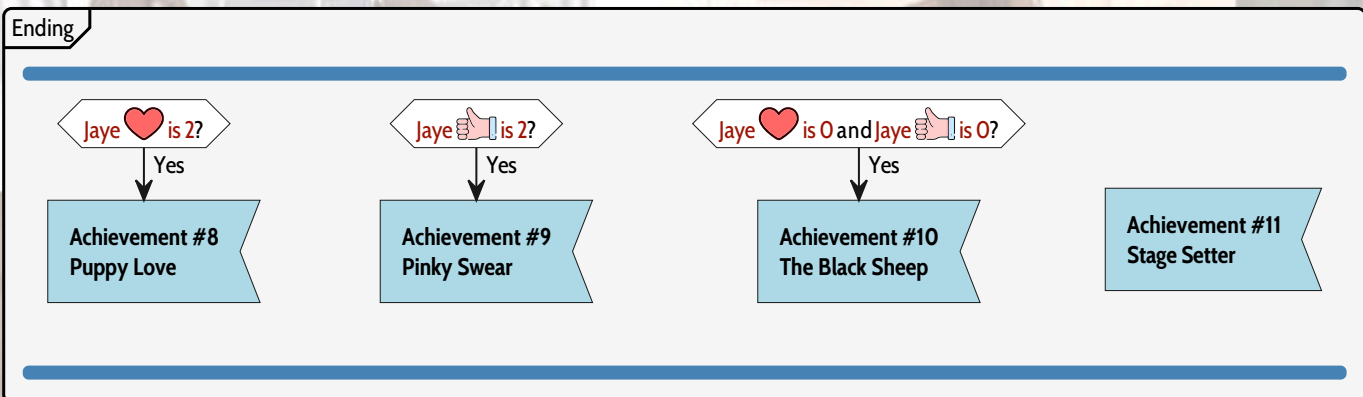 Ending
Jaye is 2?
Jaye is 2?
Jaye is 0 and Jaye is 0?
Yes
Yes
Yes
Achievement #8
Puppy Love
Achievement #9
Pinky Swear
Achievement #10
The Black Sheep
Achievement #11
Stage Setter